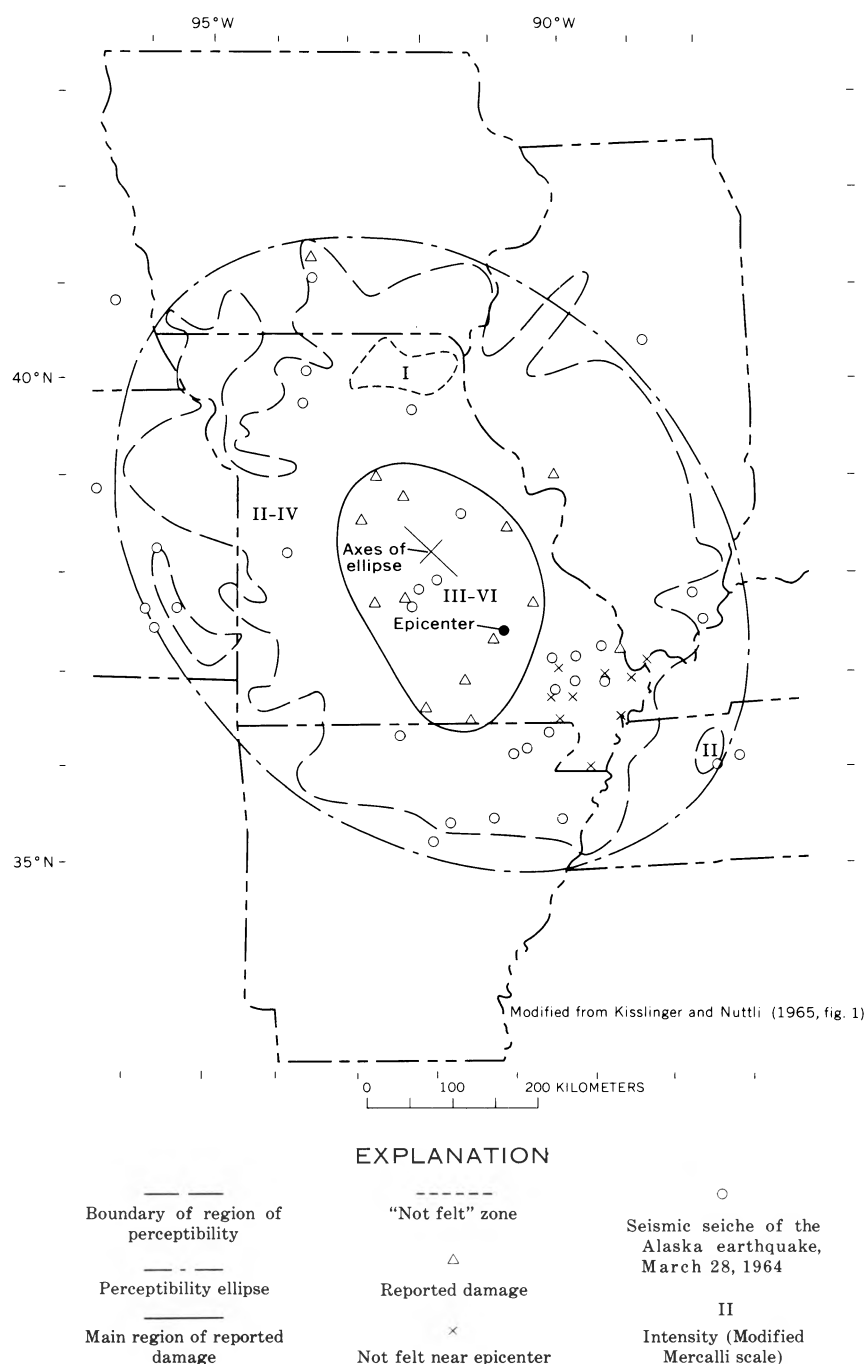 95°W
90°W
40°N
I
II-IV
Axes of
ellipse
III-VI
Epicenter
II
35°N
Modified from Kisslinger and Nuttli (1965, fig. 1)
0 100 200 KILOMETERS
EXPLANATION
Boundary of region of
perceptibility
Perceptibility ellipse
Main region of reported
damage
"Not felt" zone
Reported damage
Not felt near epicenter
Seismic seiche of the
Alaska earthquake,
March 28, 1964
II
Intensity (Modified
Mercalli scale)